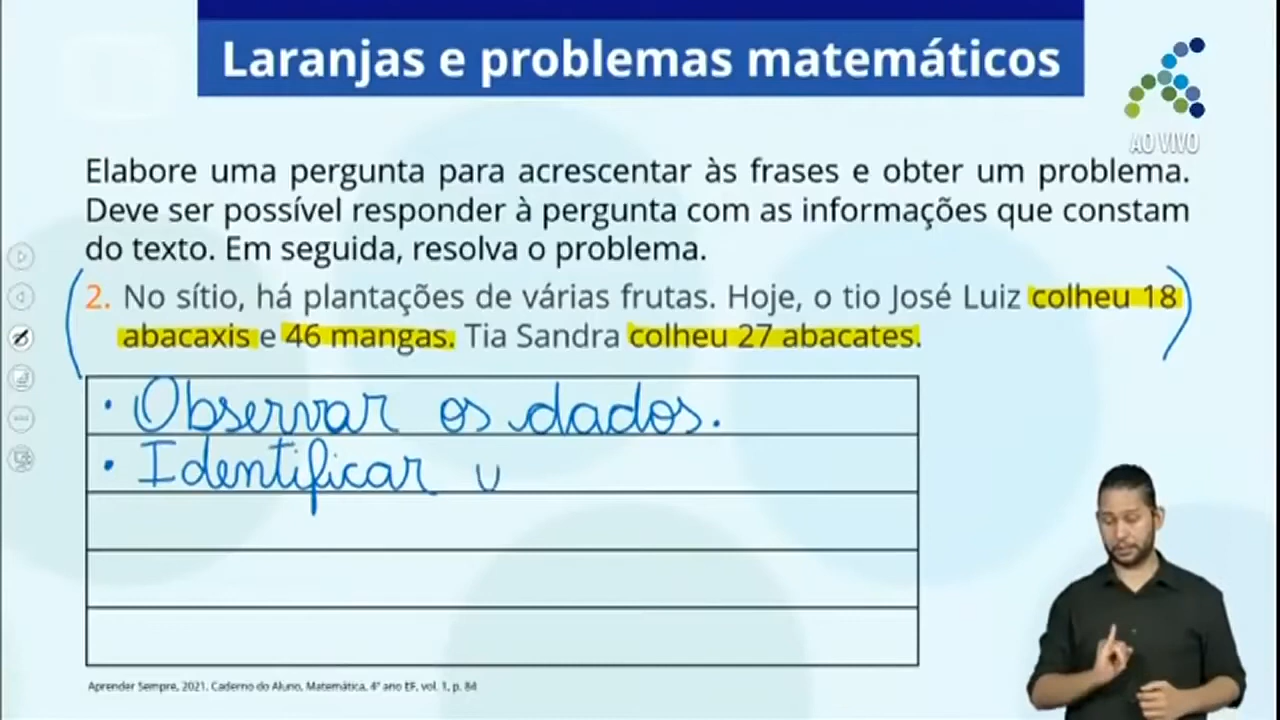 Laranjas e problemas matemáticos
AO VIVO
Elabore uma pergunta para acrescentar às frases e obter um problema.
Deve ser possível responder à pergunta com as informações que constam
do texto. Em seguida, resolva o problema.
2. No sítio, há plantações de várias frutas. Hoje, o tio José Luiz colheu 18
abacaxis e 46 mangas. Tia Sandra colheu 27 abacates.
• Observar os dados.
• Identificar u
Aprender Sempre, 2021. Caderno do Aluno, Matemática, 4º ano EF, vol. 1, p. 84